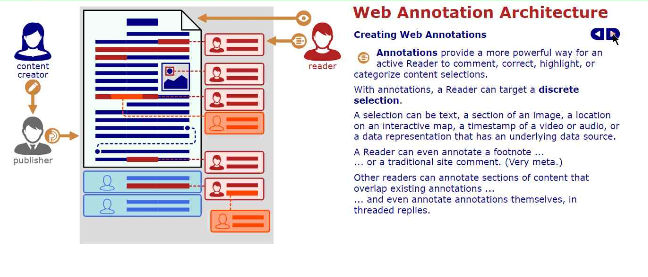 Web Annotation Architecture
Creating Web Annotations
Annotations provide a more powerful way for an
active Reader to comment, correct, highlight, or
categorize content selections.
With annotations, a Reader can target a discrete
selection.
A selection can be text, a section of an image, a location
on an interactive map, a timestamp of a video or audio, or
a data representation that has an underlying data source.
A Reader can even annotate a footnote ...
... or a traditional site comment. (Very meta.)
Other readers can annotate sections of content that
overlap existing annotations ...
... and even annotate annotations themselves, in
threaded replies.
content
creator
publisher
reader